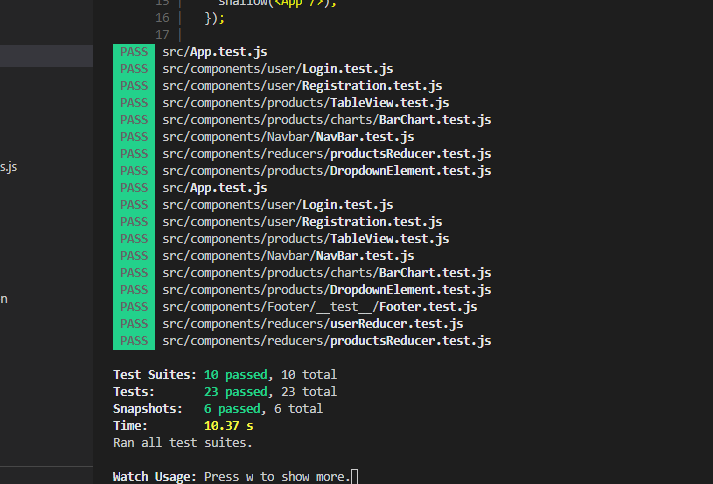 15 |     shallow(<App />);
16 |   });
17 |
PASS src/App.test.js
PASS src/components/user/Login.test.js
PASS src/components/user/Registration.test.js
PASS src/components/products/TableView.test.js
PASS src/components/products/charts/BarChart.test.js
PASS src/components/Navbar/NavBar.test.js
PASS src/components/reducers/productsReducer.test.js
s.js
PASS src/components/products/DropdownElement.test.js
PASS src/App.test.js
PASS src/components/user/Login.test.js
PASS src/components/user/Registration.test.js
PASS src/components/products/TableView.test.js
PASS src/components/Navbar/NavBar.test.js
PASS src/components/products/charts/BarChart.test.js
PASS src/components/products/DropdownElement.test.js
n
PASS src/components/Footer/__test__/Footer.test.js
PASS src/components/reducers/userReducer.test.js
PASS src/components/reducers/productsReducer.test.js
Test Suites: 10 passed, 10 total
Tests:       23 passed, 23 total
Snapshots:   6 passed, 6 total
Time:        10.37 s
Ran all test suites.
Watch Usage: Press w to show more.